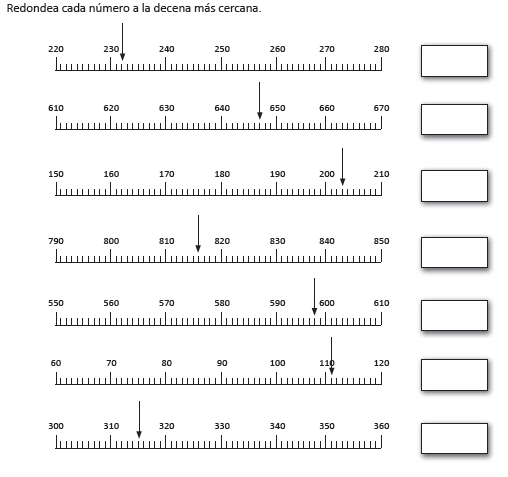 Redondea cada número a la decena más cercana.
220 230 240 250 260 270 280
610 620 630 640 650 660 670
150 160 170 180 190 200 210
790 800 810 820 830 840 850
550 560 570 580 590 600 610
60 70 80 90 100 110 120
300 310 320 330 340 350 360